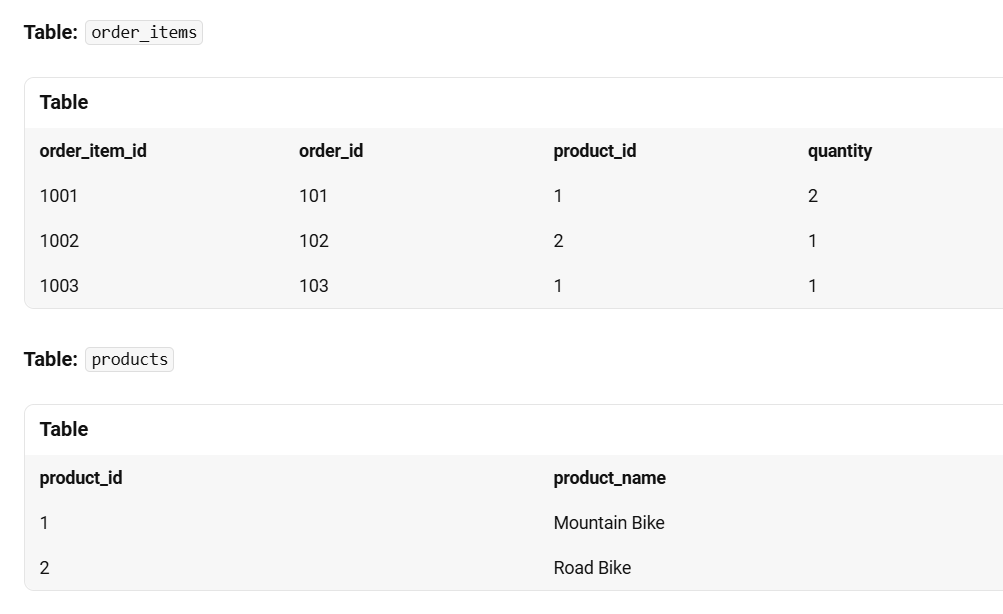 Table: order_items
Table
order_item_id order_id product_id quantity
1001 101 1 2
1002 102 2 1
1003 103 1 1
Table: products
Table
product_id product_name
1 Mountain Bike
2 Road Bike